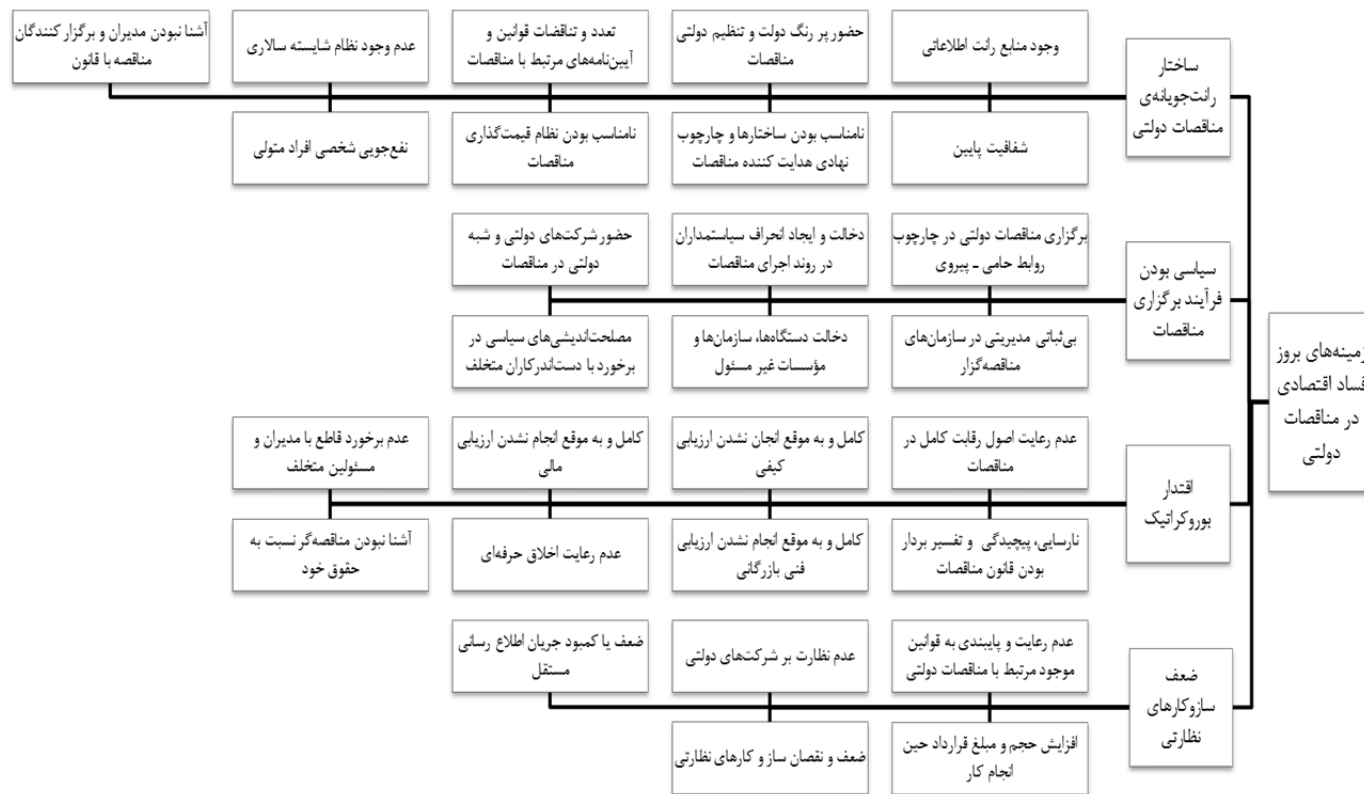 زمینه‌های بروز
فساد اقتصادی
در مناقصات
دولتی
ساختار
رانت‌جویانه‌ی
مناقصات دولتی
وجود منابع رانت اطلاعاتی
حضور پر رنگ دولت و تنظیم دولتی
مناقصات
تعدد و تناقضات قوانین و
آیین‌نامه‌های مرتبط با مناقصات
عدم وجود نظام شایسته سالاری
آشنا نبودن مدیران و برگزار کنندگان
مناقصه با قانون
شفافیت پایین
نامناسب بودن ساختارها و چارچوب
نهادی هدایت کننده مناقصات
نامناسب بودن نظام قیمت‌گذاری
مناقصات
نفع‌جویی شخصی افراد متولی
سیاسی بودن
فرآیند برگزاری
مناقصات
برگزاری مناقصات دولتی در چارچوب
روابط حامی ـ پیروی
دخالت و ایجاد انحراف سیاستمداران
در روند اجرای مناقصات
حضور شرکت‌های دولتی و شبه
دولتی در مناقصات
بی‌ثباتی مدیریتی در سازمان‌های
مناقصه‌گزار
دخالت دستگاه‌ها، سازمان‌ها و
مؤسسات غیر مسئول
مصلحت‌اندیشی‌های سیاسی در
برخورد با دست‌اندرکاران متخلف
اقتدار
بوروکراتیک
عدم رعایت اصول رقابت کامل در
مناقصات
کامل و به موقع انجان نشدن ارزیابی
کیفی
کامل و به موقع انجام نشدن ارزیابی
مالی
عدم برخورد قاطع با مدیران و
مسئولین متخلف
نارسایی، پیچیدگی و تفسیر بردار
بودن قانون مناقصات
کامل و به موقع انجام نشدن ارزیابی
فنی بازرگانی
عدم رعایت اخلاق حرفه‌ای
آشنا نبودن مناقصه‌گر نسبت به
حقوق خود
ضعف
سازوکارهای
نظارتی
عدم رعایت و پایبندی به قوانین
موجود مرتبط با مناقصات دولتی
عدم نظارت بر شرکت‌های دولتی
ضعف یا کمبود جریان اطلاع رسانی
مستقل
افزایش حجم و مبلغ قرارداد حین
انجام کار
ضعف و نقصان ساز و کارهای نظارتی